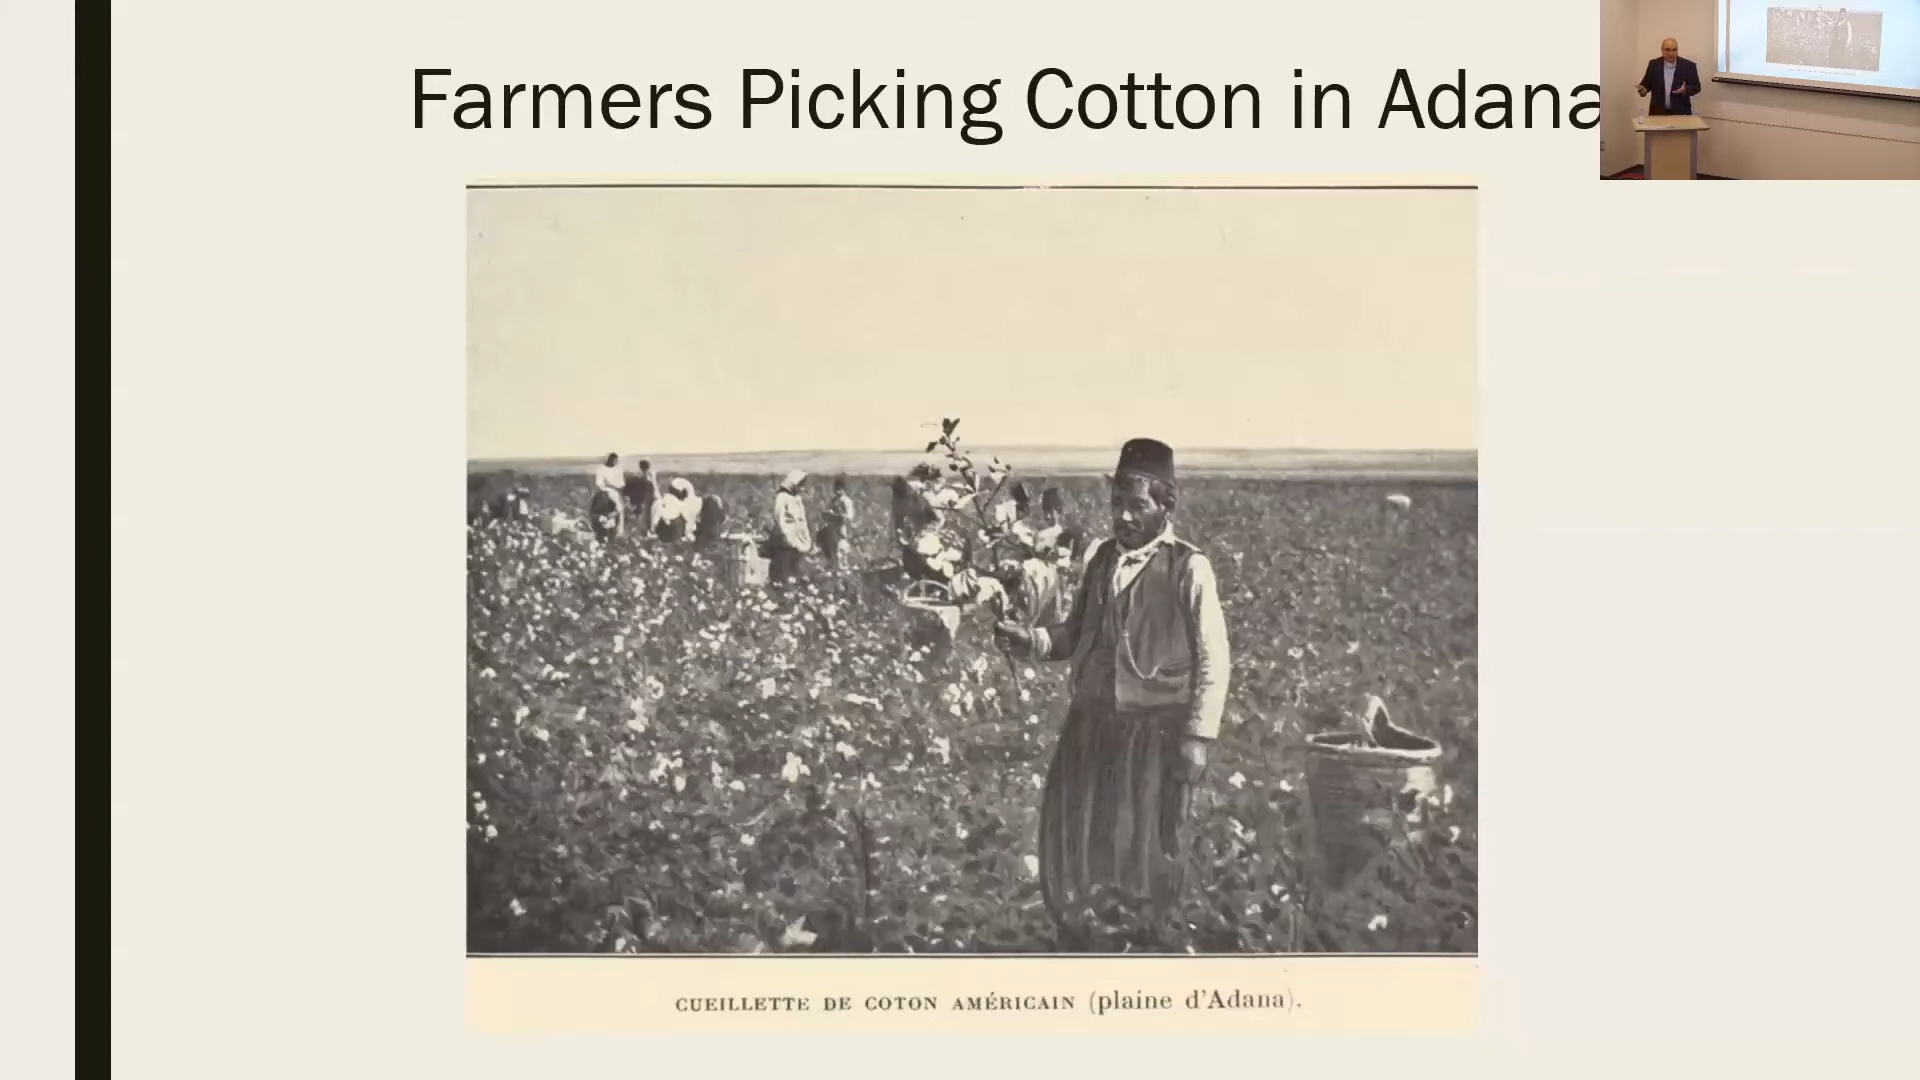 Farmers Picking Cotton in Adana
CUEILLETTE DE COTON AMÉRICAIN (plaine d'Adana).